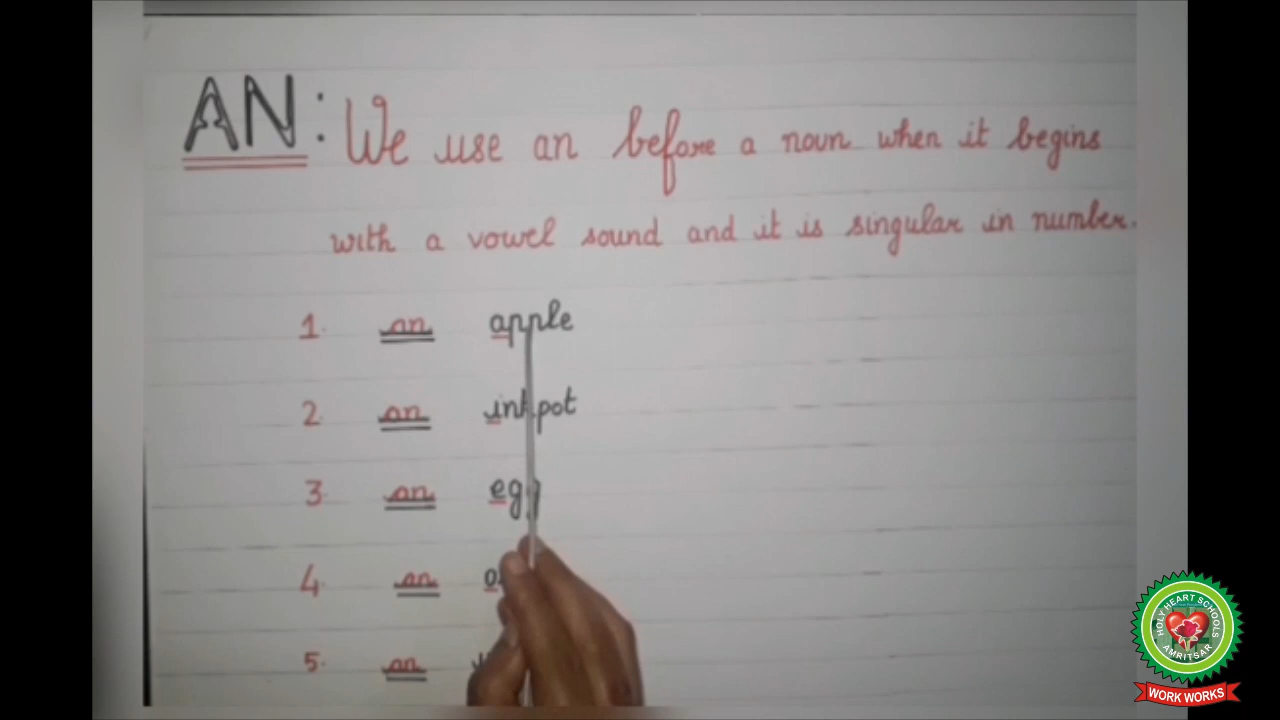 AN: We use an before a noun when it begins
with a vowel sound and it is singular in number.
1. an apple
2. an inkpot
3. an egg
4. an
5. an
HOLY HEART SCHOOLS
AMRITSAR
WORK WORKS